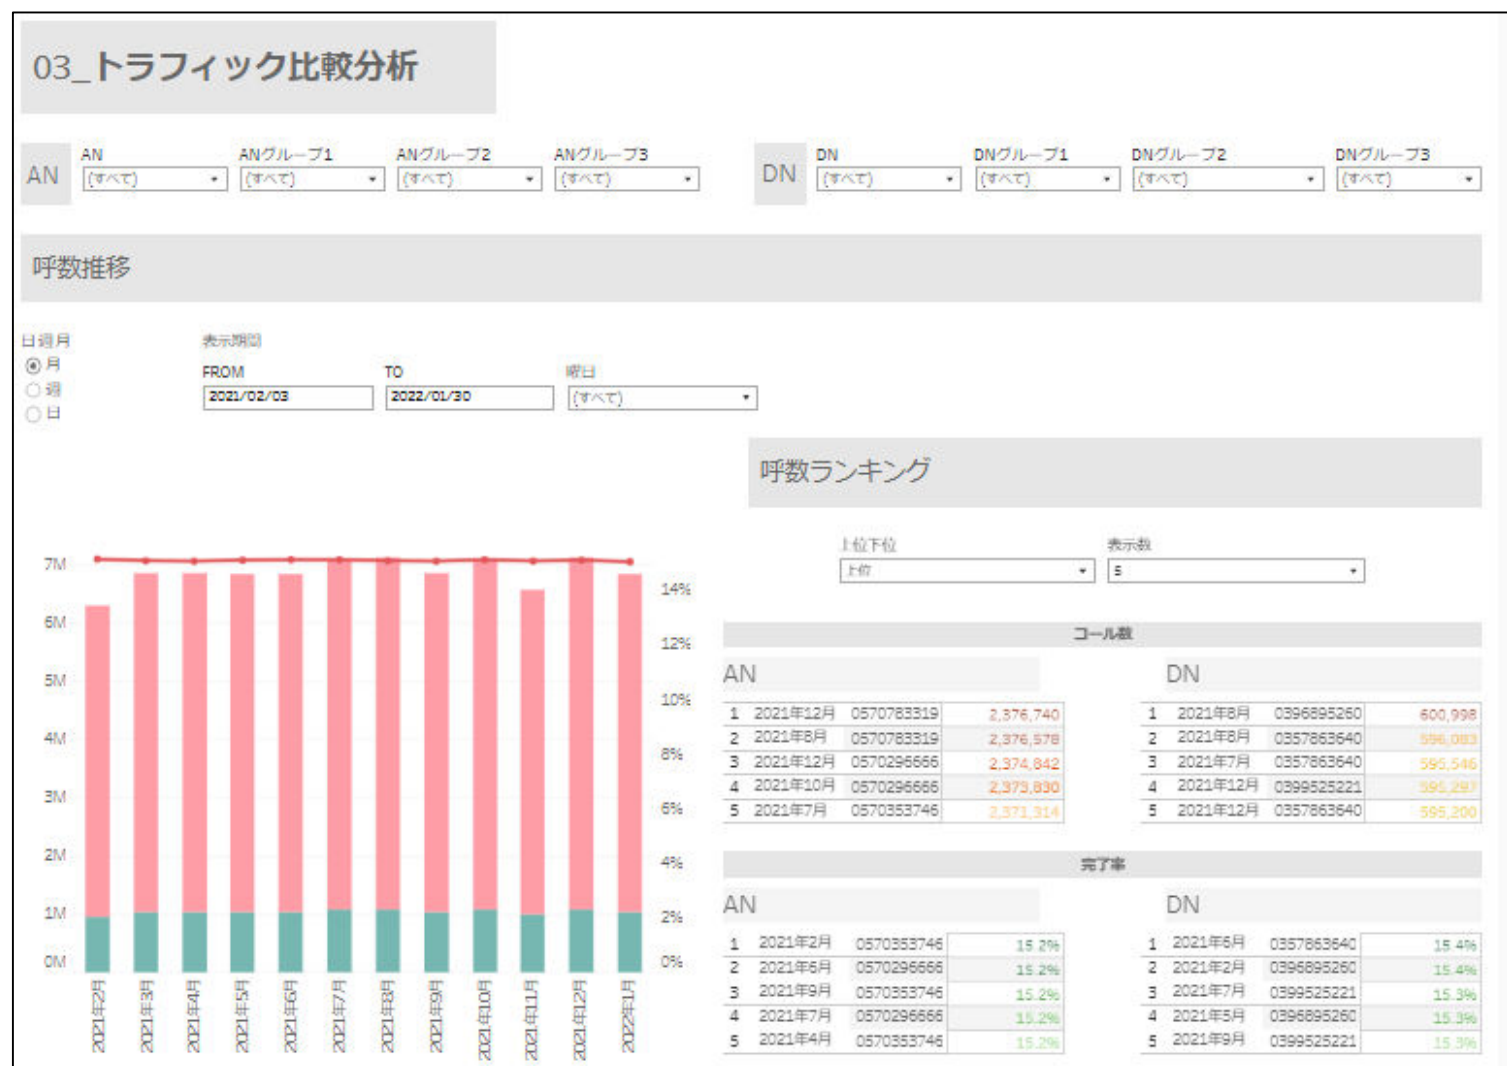 03_トラフィック比較分析
AN
AN
(すべて)
ANグループ1
(すべて)
ANグループ2
(すべて)
ANグループ3
(すべて)
DN
DN
(すべて)
DNグループ1
(すべて)
DNグループ2
(すべて)
DNグループ3
(すべて)
呼数推移
日週月
月
週
日
表示期間
FROM
2021/02/03
TO
2022/01/30
曜日
(すべて)
7M
6M
5M
4M
3M
2M
1M
0M
14%
12%
10%
8%
6%
4%
2%
0%
2021年2月
2021年3月
2021年4月
2021年5月
2021年6月
2021年7月
2021年8月
2021年9月
2021年10月
2021年11月
2021年12月
2022年1月
呼数ランキング
上位下位
上位
表示数
5
コール数
AN
1 2021年12月 0570783319 2,376,740
2 2021年8月 0570783319 2,376,578
3 2021年12月 0570296666 2,374,842
4 2021年10月 0570296666 2,373,830
5 2021年7月 0570353746 2,371,314
DN
1 2021年8月 0396895260 600,998
2 2021年8月 0357863640 596,083
3 2021年7月 0357863640 595,546
4 2021年12月 0399525221 595,297
5 2021年12月 0357863640 595,200
完了率
AN
1 2021年2月 0570353746 15.2%
2 2021年6月 0570296666 15.2%
3 2021年9月 0570353746 15.2%
4 2021年7月 0570296666 15.2%
5 2021年4月 0570353746 15.2%
DN
1 2021年6月 0357863640 15.4%
2 2021年2月 0396895260 15.4%
3 2021年7月 0399525221 15.3%
4 2021年5月 0396895260 15.3%
5 2021年9月 0399525221 15.3%